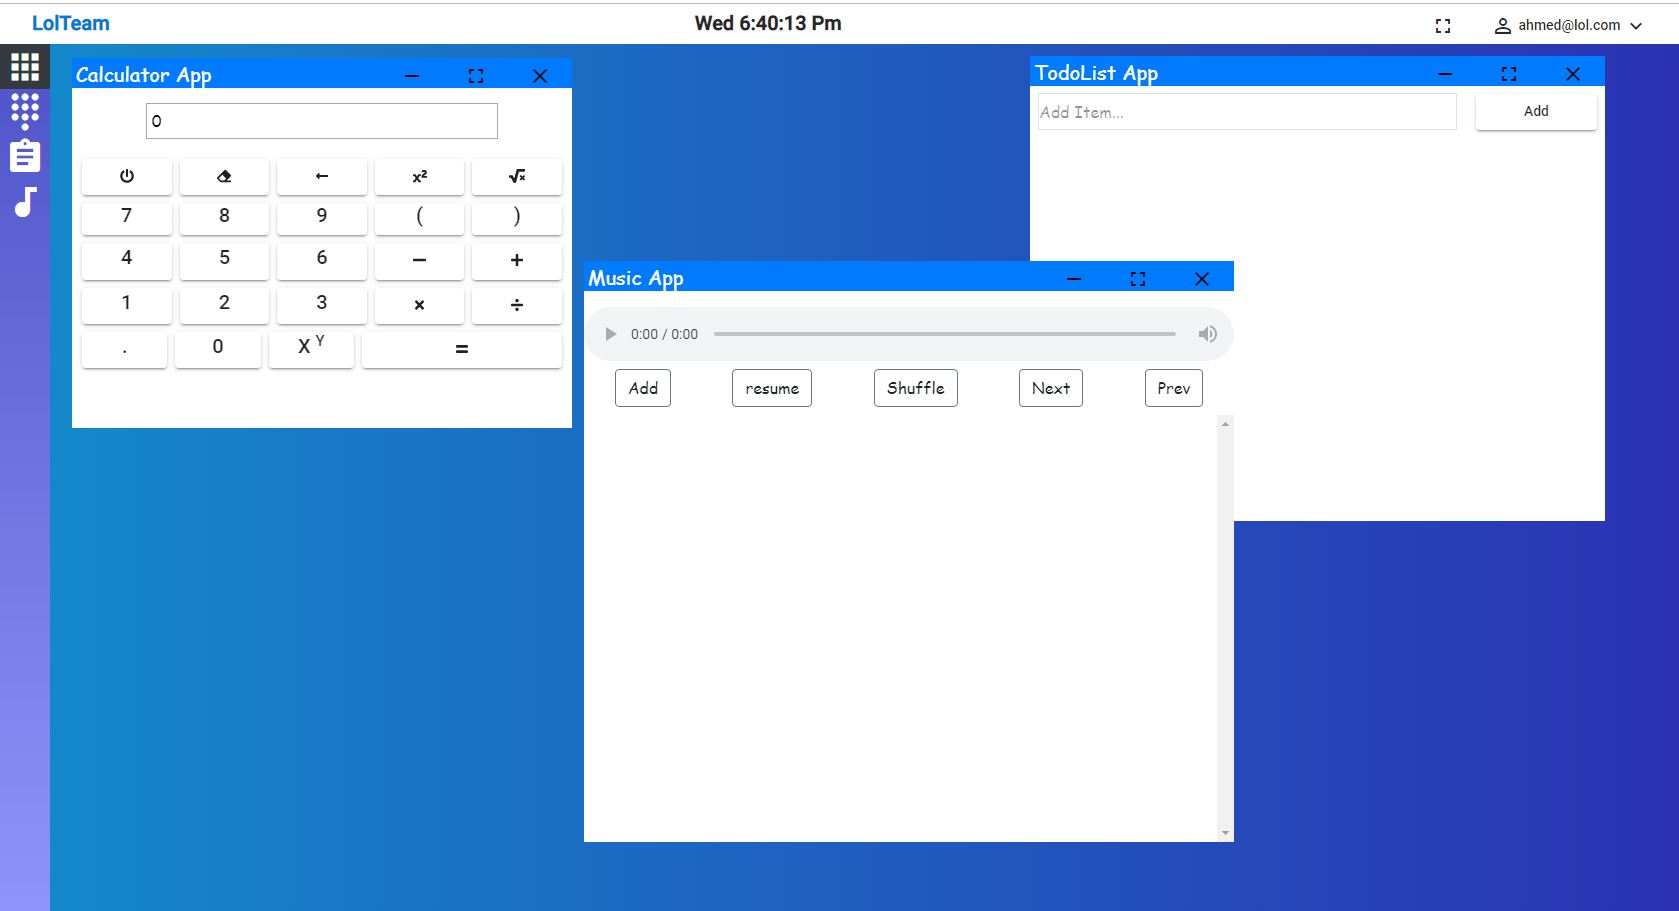 LolTeam
Wed 6:40:13 Pm
ahmed@lol.com
Calculator App
0
x²
√x
7 8 9 ( )
4 5 6 − +
1 2 3 × ÷
. 0 X Y =
TodoList App
Add Item...
Add
Music App
0:00 / 0:00
Add
resume
Shuffle
Next
Prev